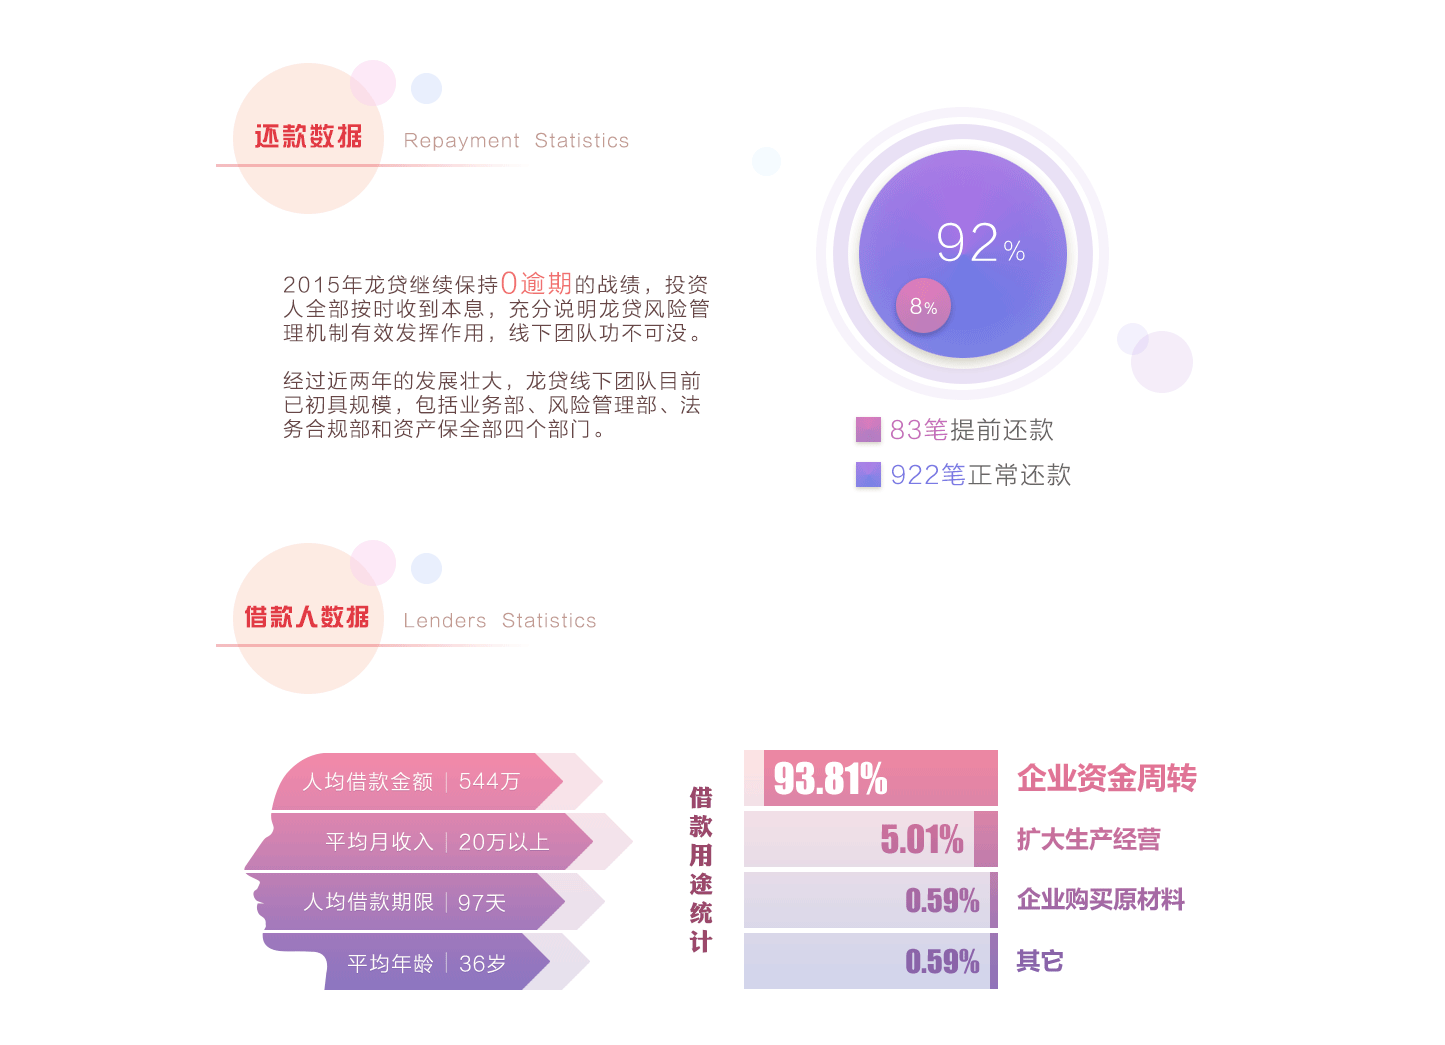 还款数据
Repayment Statistics
2015年龙贷继续保持0逾期的战绩，投资
人全部按时收到本息，充分说明龙贷风险管
理机制有效发挥作用，线下团队功不可没。
经过近两年的发展壮大，龙贷线下团队目前
已初具规模，包括业务部、风险管理部、法
务合规部和资产保全部四个部门。
92%
8%
83笔提前还款
922笔正常还款
借款人数据
Lenders Statistics
人均借款金额｜544万
平均月收入｜20万以上
人均借款期限｜97天
平均年龄｜36岁
借款用途统计
93.81% 企业资金周转
5.01% 扩大生产经营
0.59% 企业购买原材料
0.59% 其它